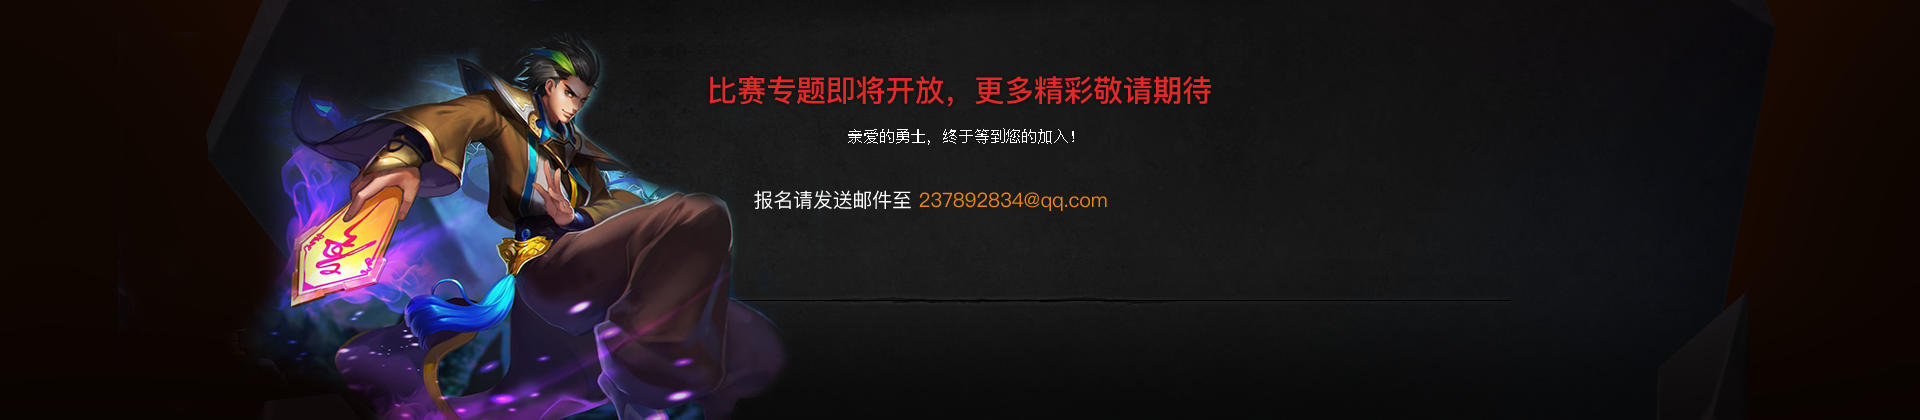 比赛专题即将开放，更多精彩敬请期待
亲爱的勇士，终于等到您的加入！
报名请发送邮件至 237892834@qq.com